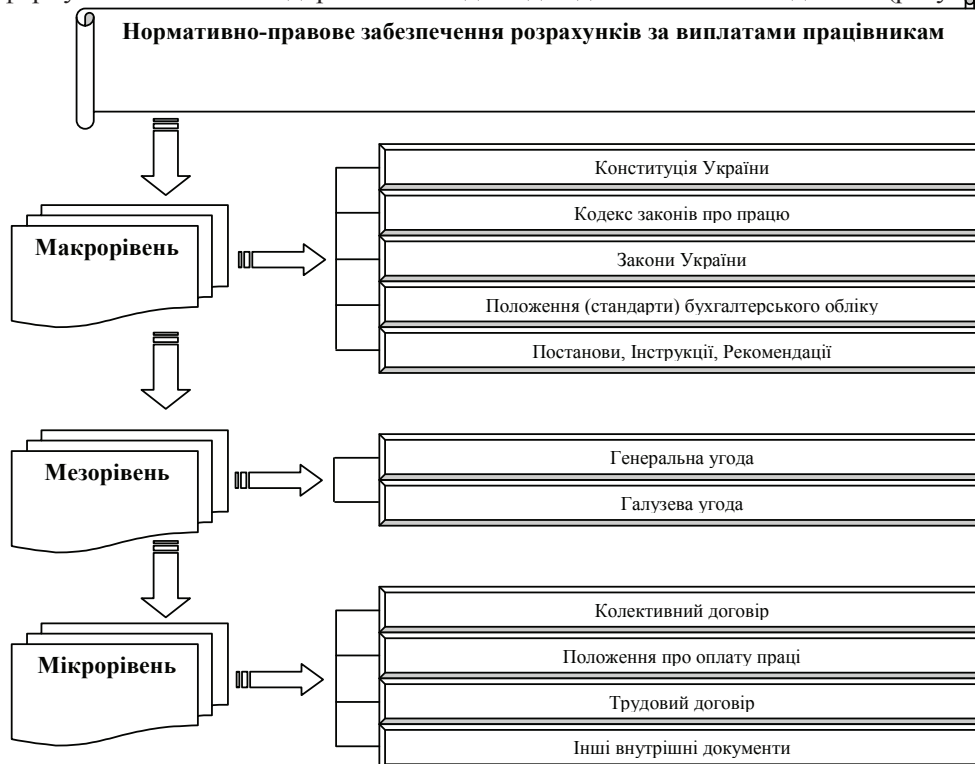 Нормативно-правове забезпечення розрахунків за виплатами працівникам
Конституція України
Кодекс законів про працю
Макрорівень
Закони України
Положення (стандарти) бухгалтерського обліку
Постанови, Інструкції, Рекомендації
Генеральна угода
Мезорівень
Галузева угода
Колективний договір
Положення про оплату праці
Мікрорівень
Трудовий договір
Інші внутрішні документи